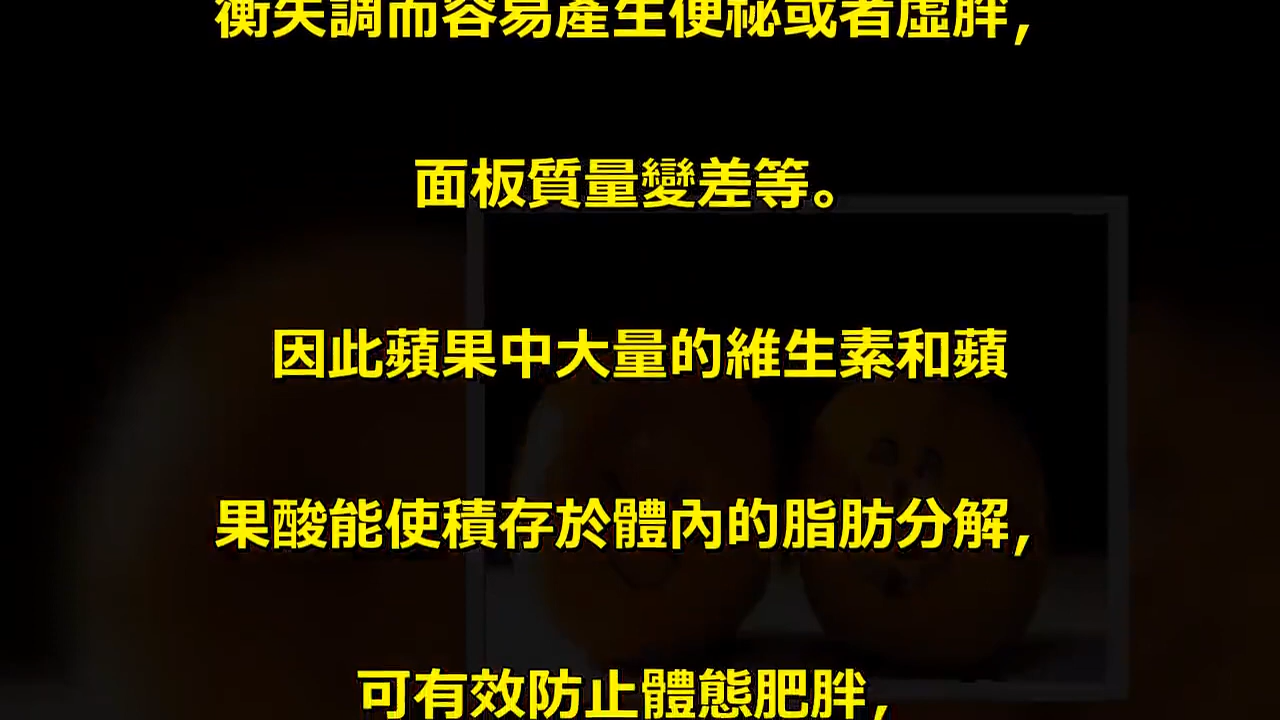 衡失調而容易產生便秘或者虛胖，
面板質量變差等。
因此蘋果中大量的維生素和蘋
果酸能使積存於體內的脂肪分解，
可有效防止體態肥胖，